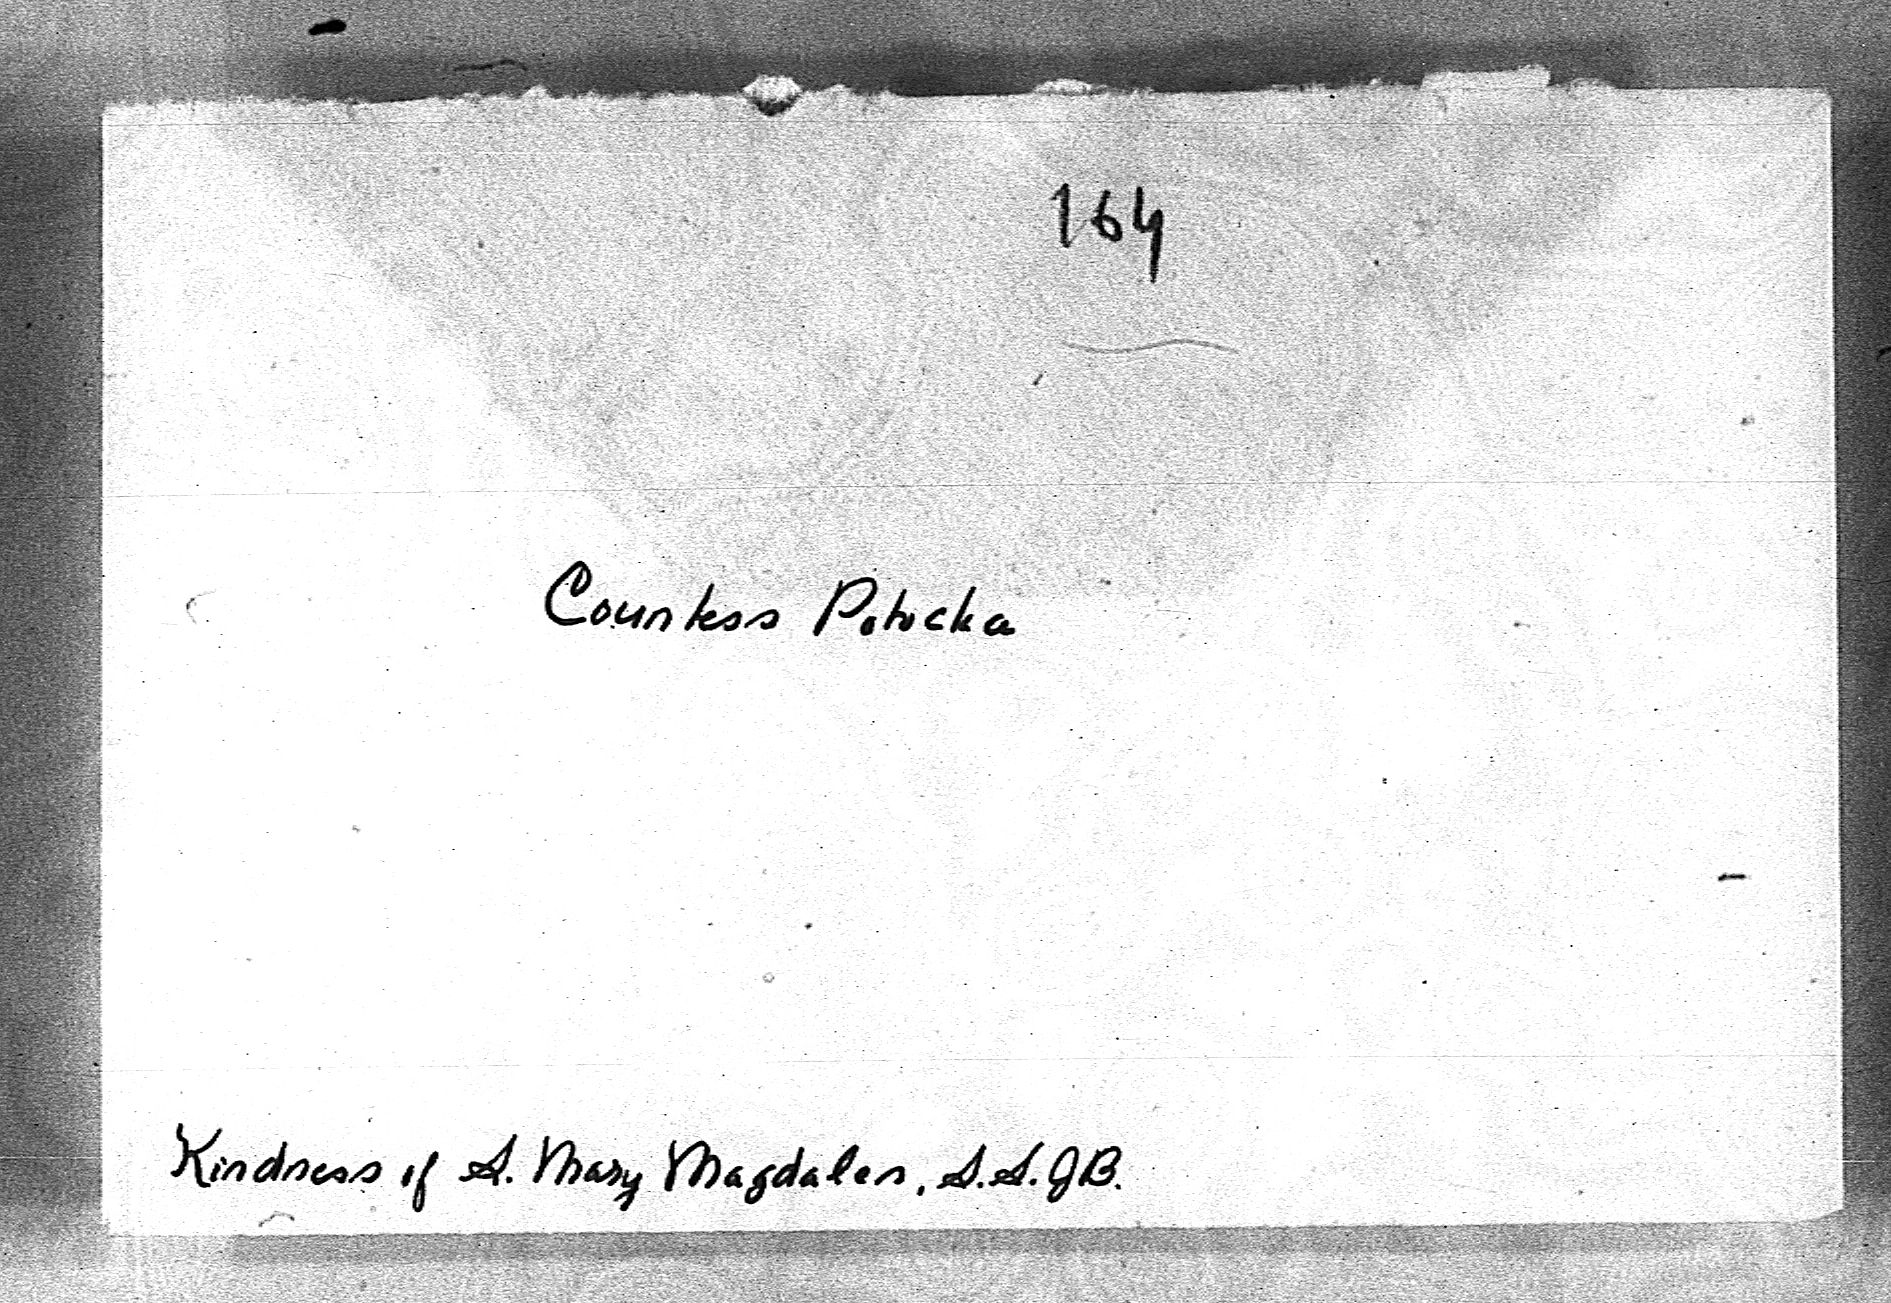 164
Countess Potocka
Kindness of S. Mary Magdalen, S.S.J.B.